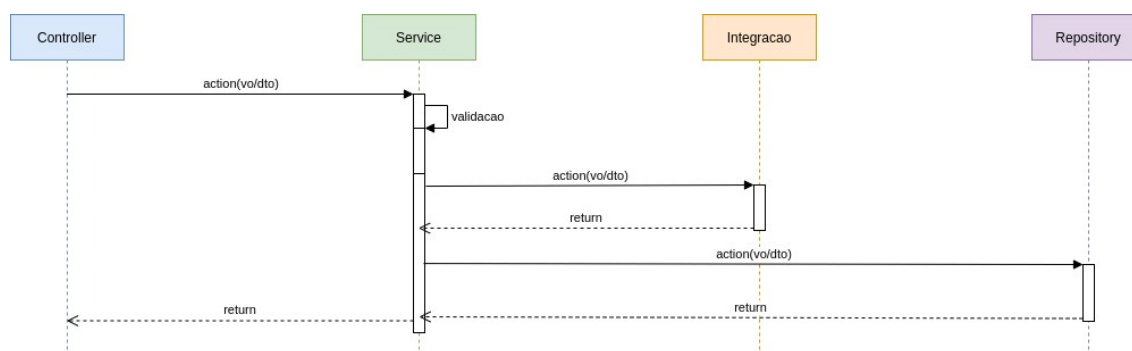 Controller
Service
Integracao
Repository
action(vo/dto)
validacao
action(vo/dto)
return
action(vo/dto)
return
return